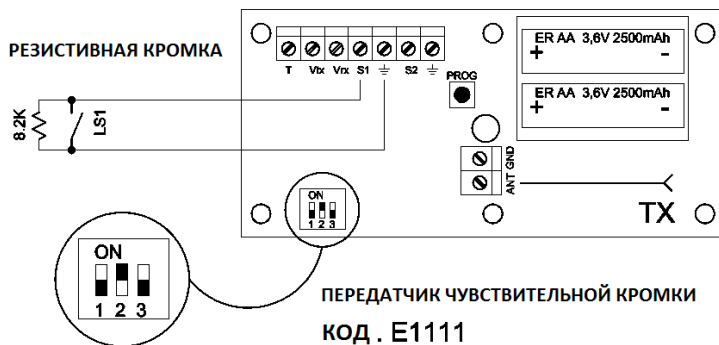 РЕЗИСТИВНАЯ КРОМКА
8.2K
LS1
T Vtx Vrx S1 S2
PROG
ER AA 3,6V 2500mAh
+ -
ER AA 3,6V 2500mAh
+ -
GND
ANT
TX
ON
1 2 3
ON
1 2 3
ПЕРЕДАТЧИК ЧУВСТВИТЕЛЬНОЙ КРОМКИ
КОД . E1111